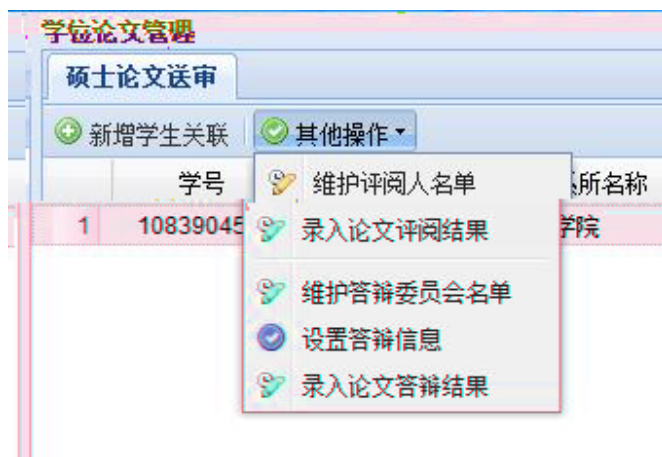 学位论文管理
硕士论文送审
新增学生关联 其他操作
学号 所名称
1 10839045 学院
维护评阅人名单
录入论文评阅结果
维护答辩委员会名单
设置答辩信息
录入论文答辩结果